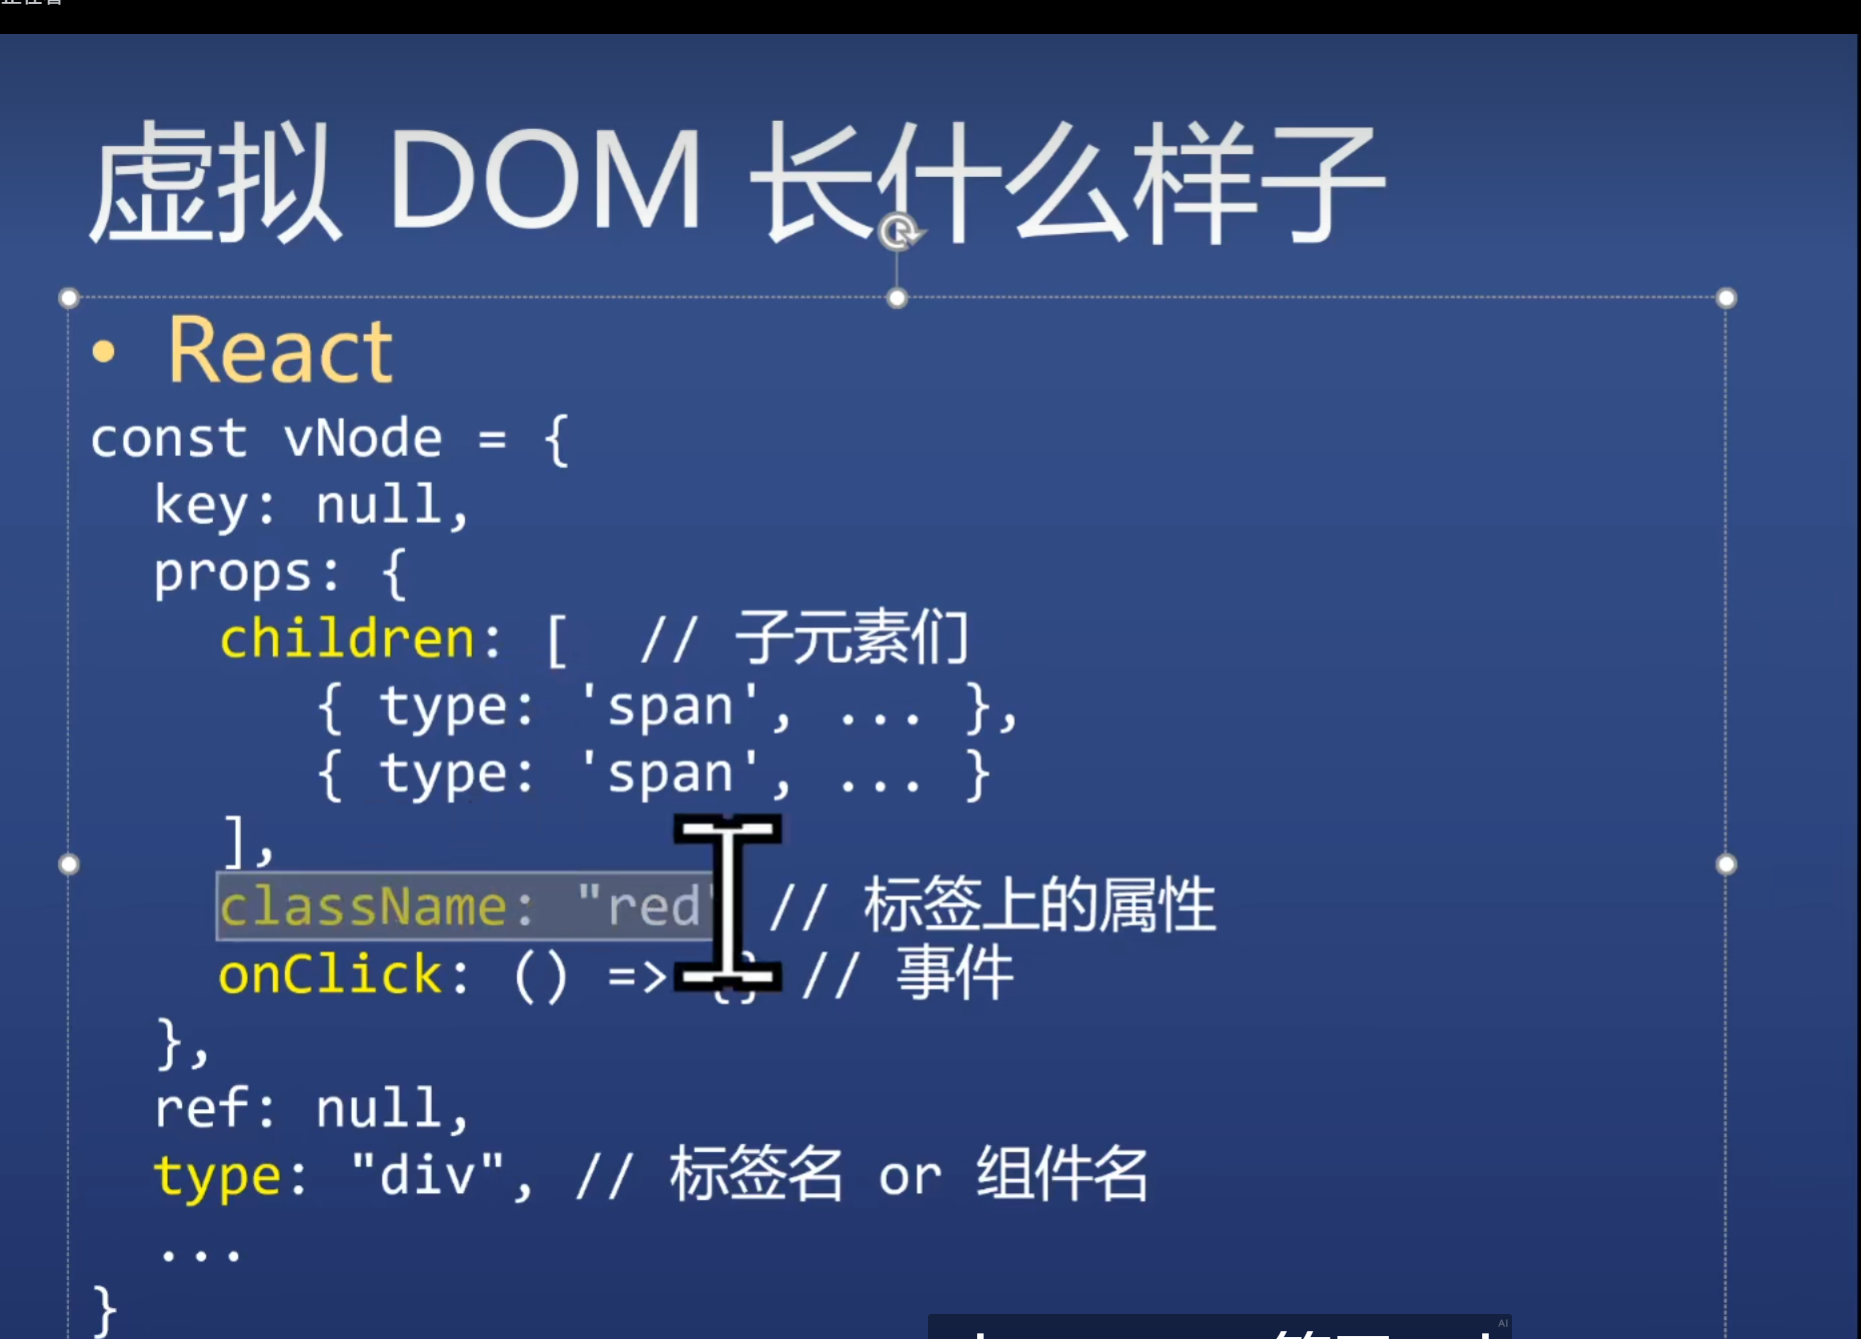 虚拟 DOM 长什么样子
• React
const vNode = {
key: null,
props: {
children: [ // 子元素们
{ type: 'span', ... },
{ type: 'span', ... }
],
className: "red" // 标签上的属性
onClick: () => {} // 事件
},
ref: null,
type: "div", // 标签名 or 组件名
...
}
AI